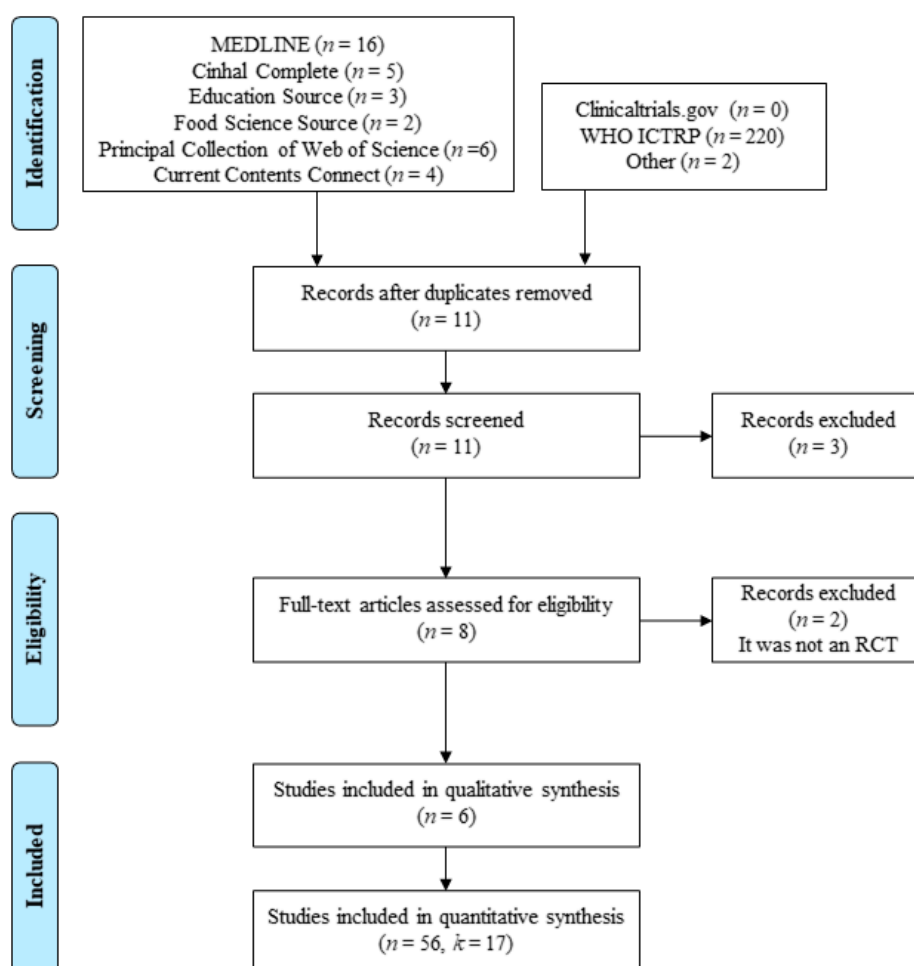 Identification
MEDLINE (n = 16)
Cinhal Complete (n = 5)
Education Source (n = 3)
Food Science Source (n = 2)
Principal Collection of Web of Science (n =6)
Current Contents Connect (n = 4)
Clinicaltrials.gov (n = 0)
WHO ICTRP (n = 220)
Other (n = 2)
Screening
Records after duplicates removed
(n = 11)
Records screened
(n = 11)
Records excluded
(n = 3)
Eligibility
Full-text articles assessed for eligibility
(n = 8)
Records excluded
(n = 2)
It was not an RCT
Included
Studies included in qualitative synthesis
(n = 6)
Studies included in quantitative synthesis
(n = 56, k = 17)